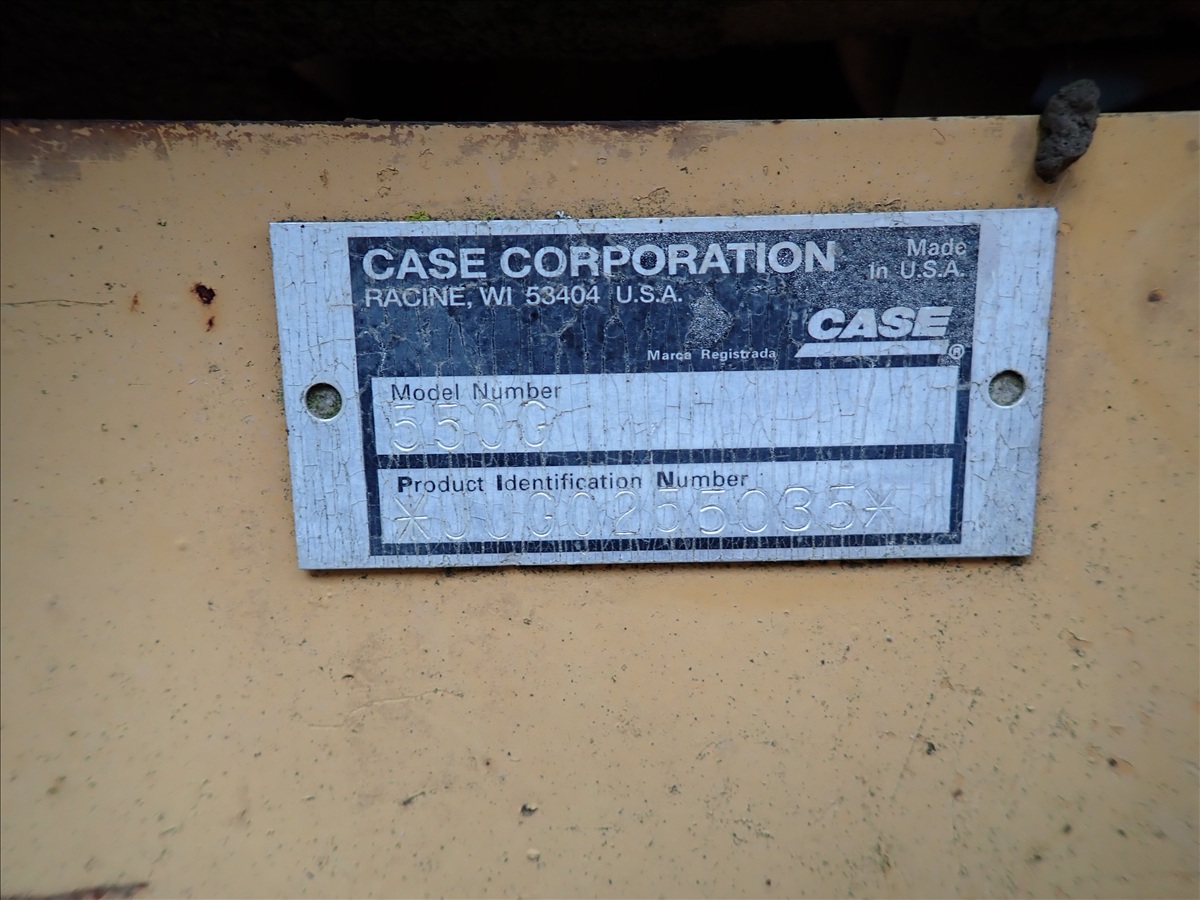 CASE CORPORATION
Made
In U.S.A.
RACINE, WI 53404 U.S.A.
CASE
Marca Registrada ®
Model Number
550G
Product Identification Number
*JJG0255035*